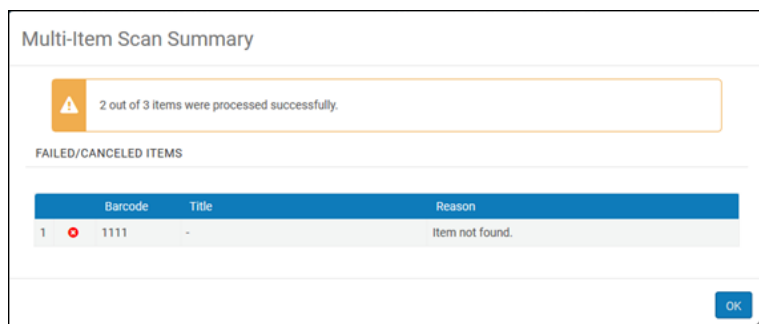 Multi-Item Scan Summary
2 out of 3 items were processed successfully.
FAILED/CANCELED ITEMS
Barcode Title Reason
1 1111 - Item not found.
OK